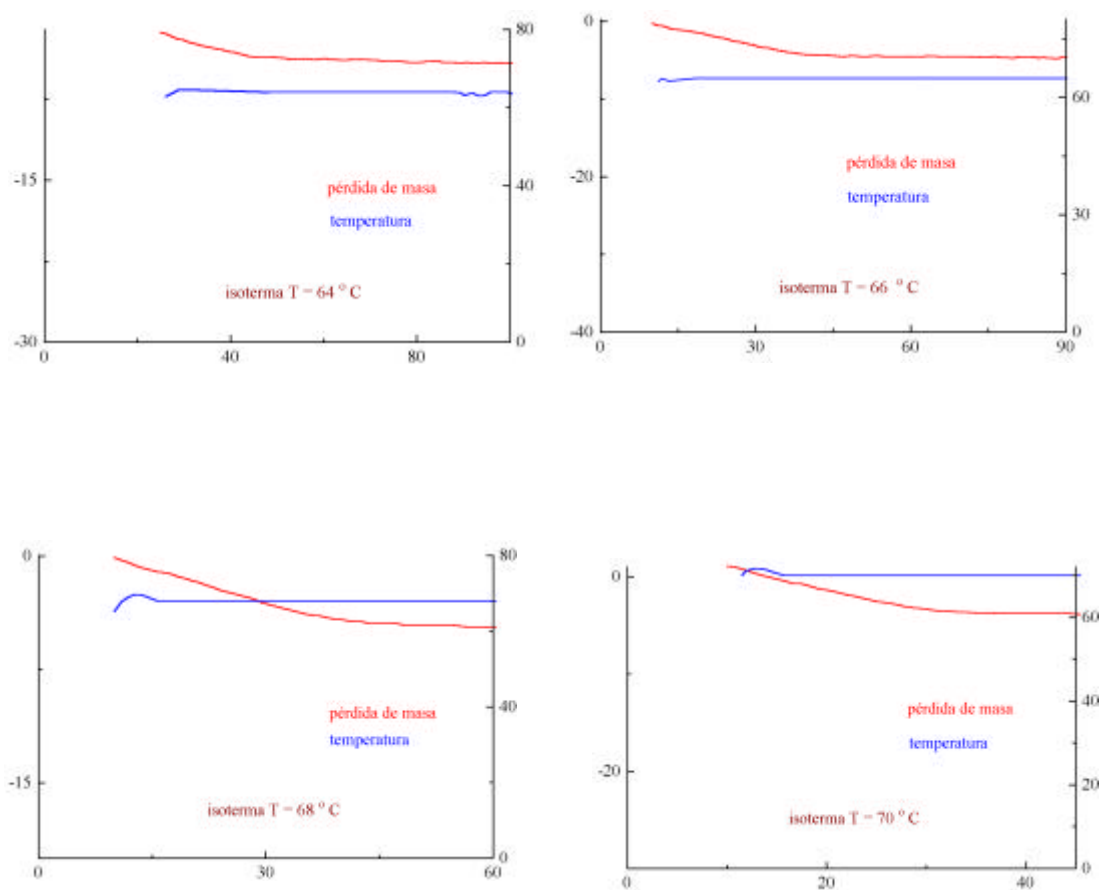 80
-15
40
pérdida de masa
temperatura
isoterma T = 64 ° C
-30
0
0
40
80
0
60
-20
30
pérdida de masa
temperatura
isoterma T = 66 ° C
-40
0
0
30
60
90
0
80
40
-15
pérdida de masa
temperatura
isoterma T = 68 ° C
0
0
30
60
0
60
40
-20
20
pérdida de masa
temperatura
isoterma T = 70 ° C
0
0
20
40